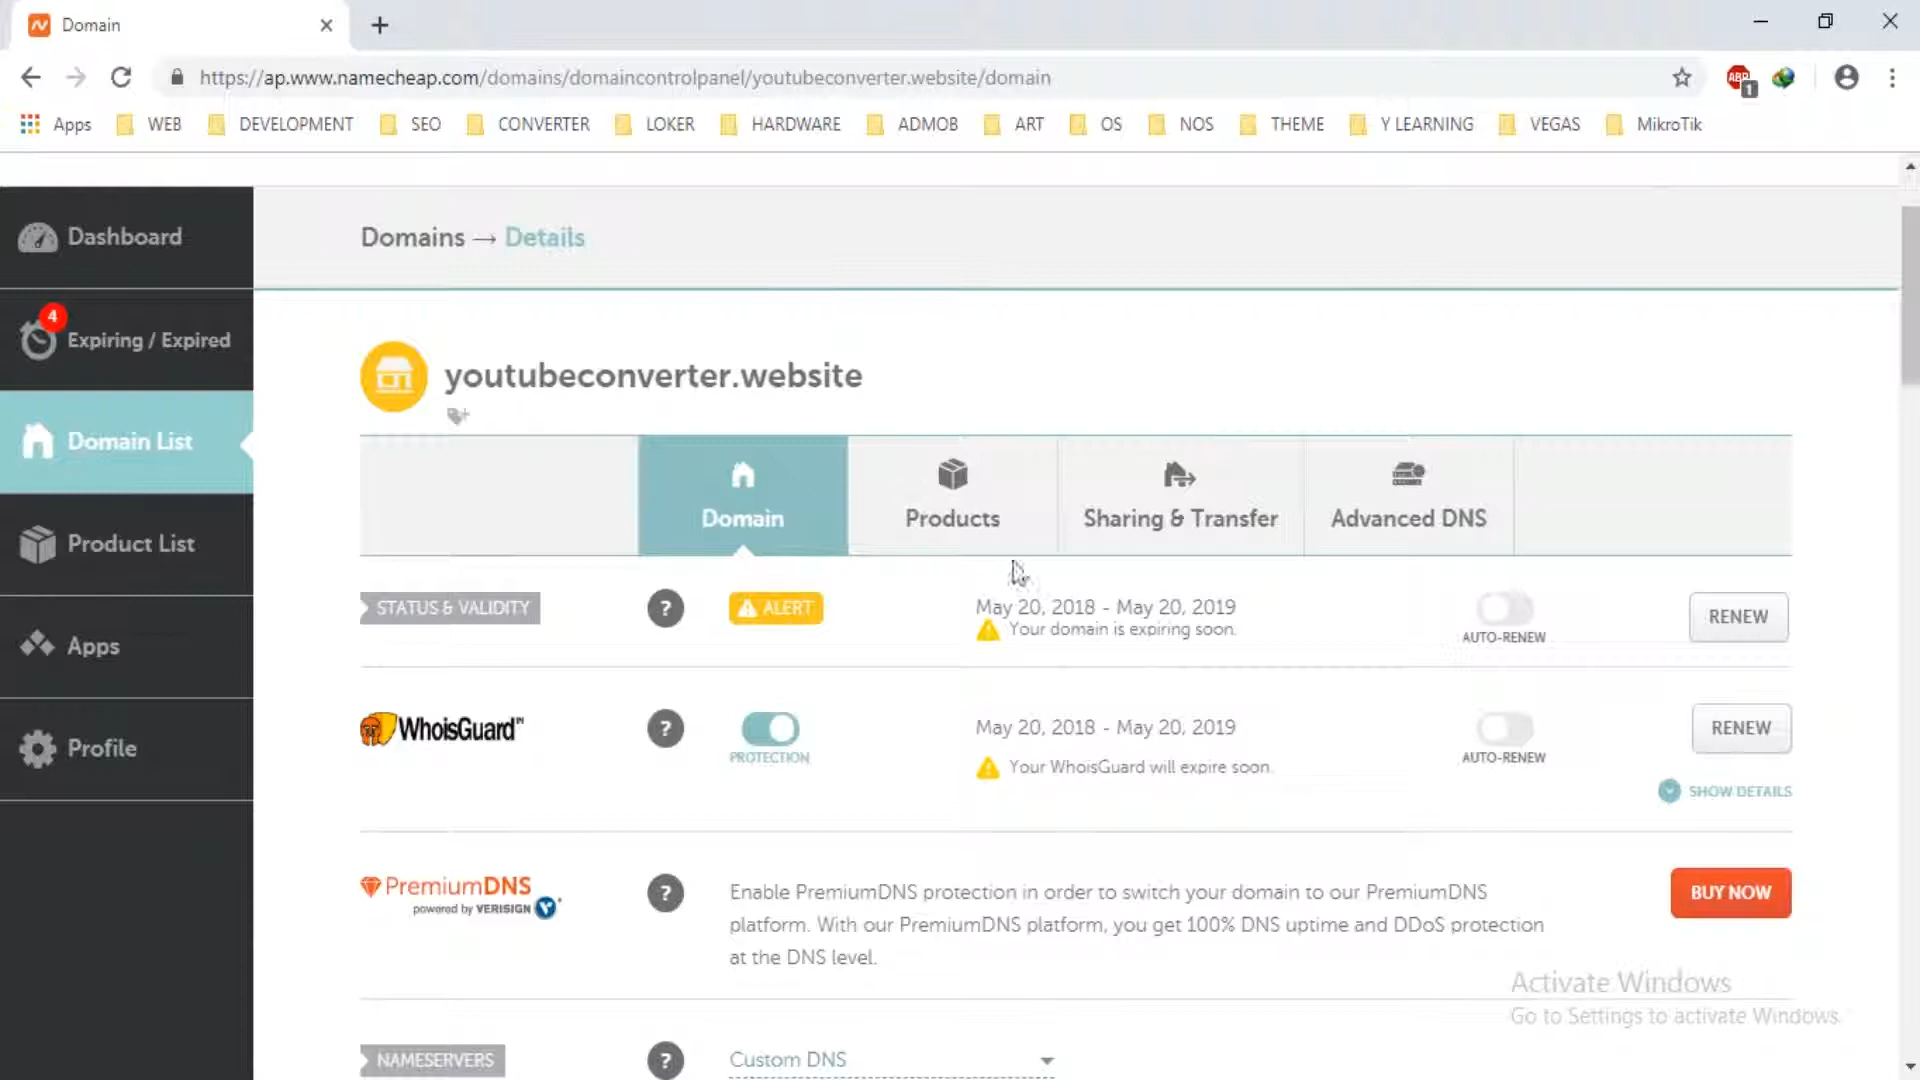 Domain
https://ap.www.namecheap.com/domains/domaincontrolpanel/youtubeconverter.website/domain
ABP
1
Apps WEB DEVELOPMENT SEO CONVERTER LOKER HARDWARE ADMOB ART OS NOS THEME Y LEARNING VEGAS MikroTik
Dashboard
4
Expiring / Expired
Domain List
Product List
Apps
Profile
Domains → Details
youtubeconverter.website
Domain Products Sharing & Transfer Advanced DNS
STATUS & VALIDITY ? ALERT May 20, 2018 - May 20, 2019 RENEW
Your domain is expiring soon. AUTO-RENEW
WhoisGuard™ ? May 20, 2018 - May 20, 2019 RENEW
PROTECTION AUTO-RENEW
Your WhoisGuard will expire soon.
SHOW DETAILS
PremiumDNS ? Enable PremiumDNS protection in order to switch your domain to our PremiumDNS BUY NOW
powered by VERISIGN
platform. With our PremiumDNS platform, you get 100% DNS uptime and DDoS protection
at the DNS level.
Activate Windows
Go to Settings to activate Windows.
NAMESERVERS ? Custom DNS